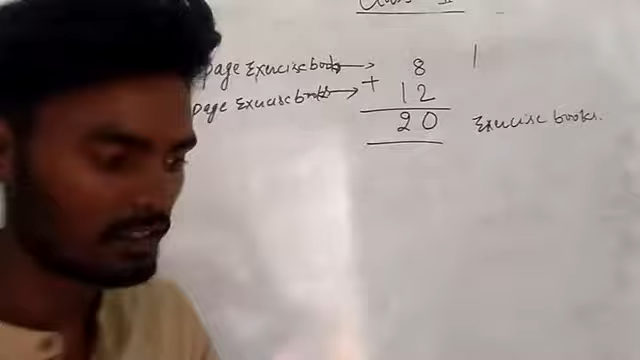 page Exercise books → 8
page Exercise books → + 12
20 Exercise books.